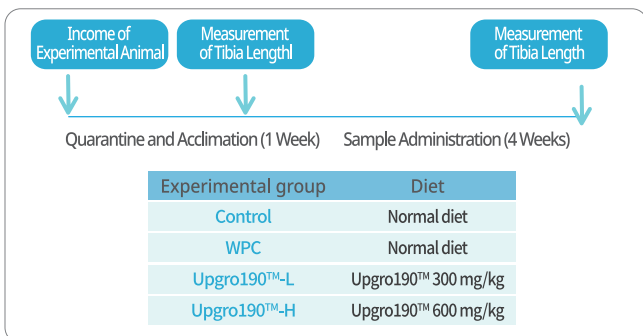 Income of
Experimental Animal
Measurement
of Tibia Lengthl
Measurement
of Tibia Length
Quarantine and Acclimation (1 Week)
Sample Administration (4 Weeks)
Experimental group Diet
Control Normal diet
WPC Normal diet
Upgro190™-L Upgro190™ 300 mg/kg
Upgro190™-H Upgro190™ 600 mg/kg